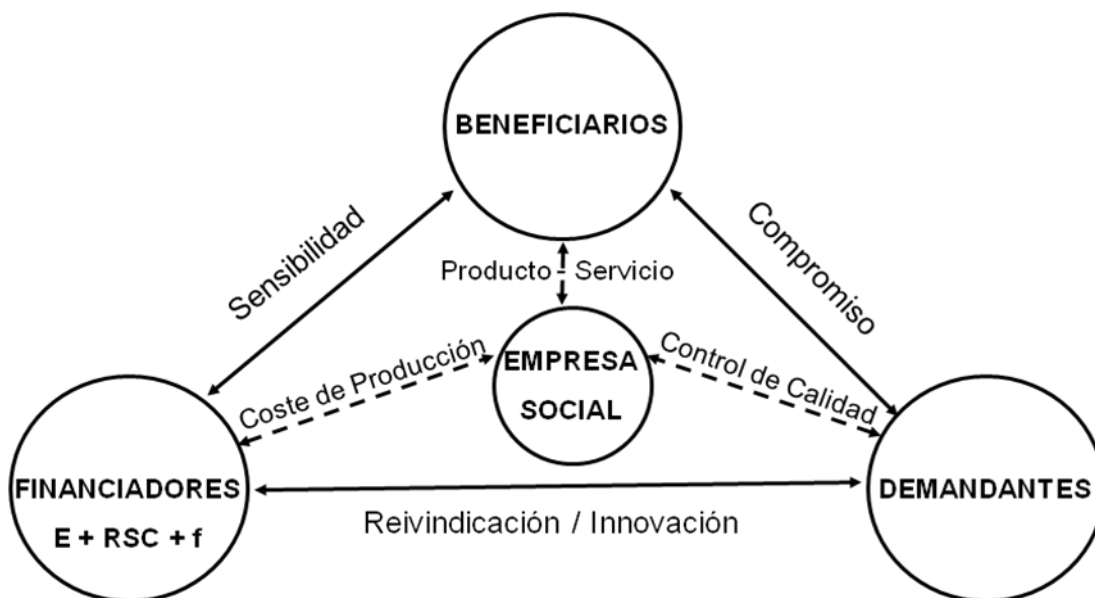 BENEFICIARIOS
Sensibilidad
Compromiso
Producto - Servicio
Coste de Producción
EMPRESA
SOCIAL
Control de Calidad
FINANCIADORES
E + RSC + f
DEMANDANTES
Reivindicación / Innovación